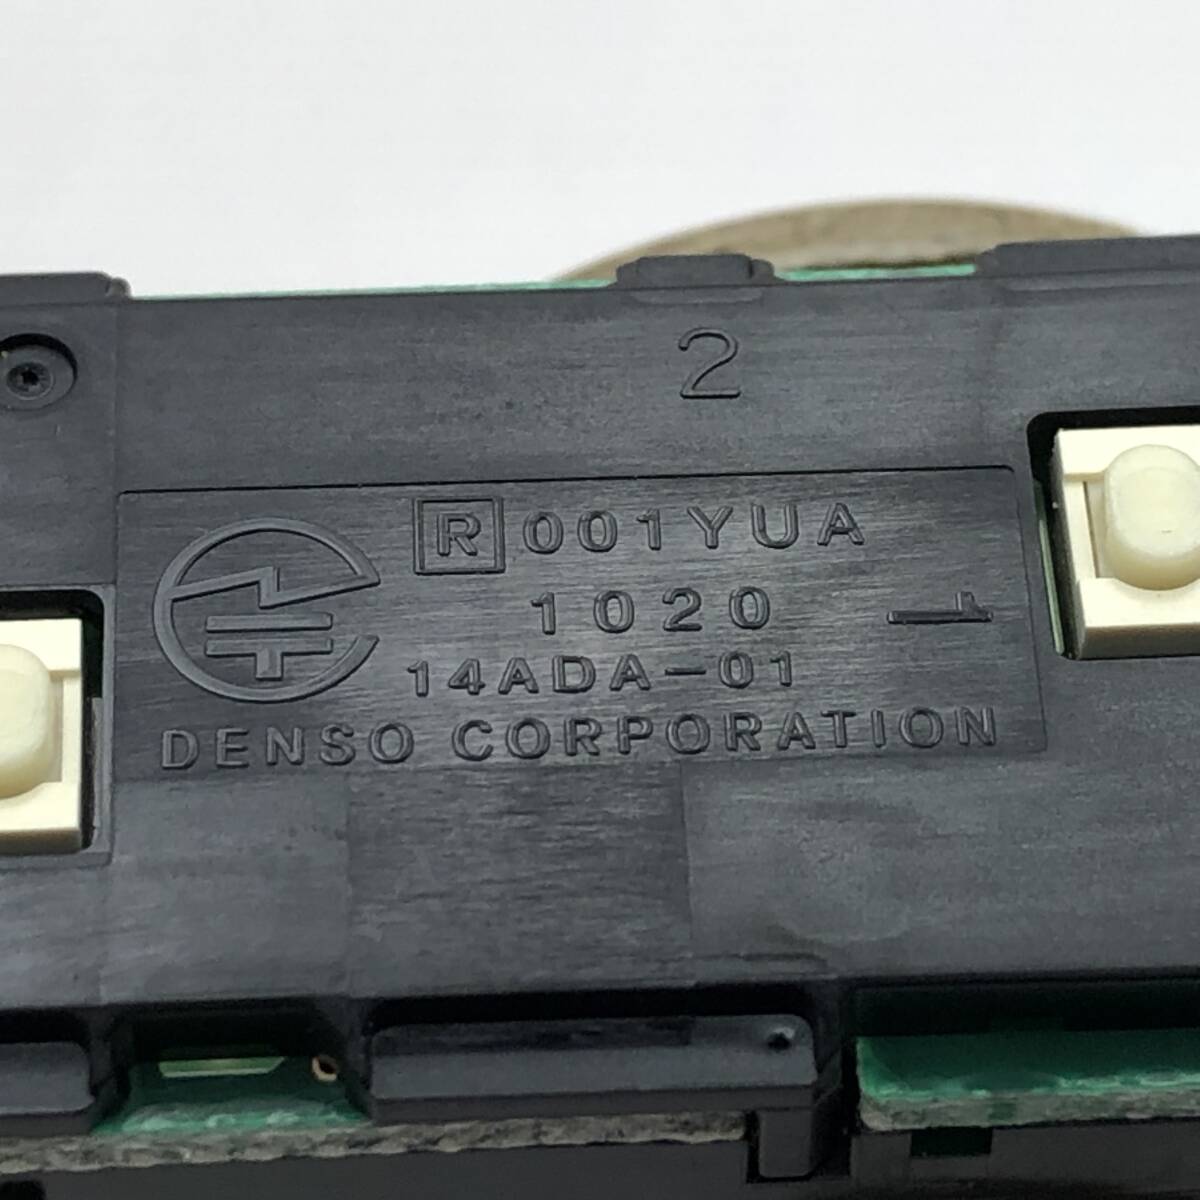 2
R 001YUA
1020
14ADA-01
DENSO CORPORATION